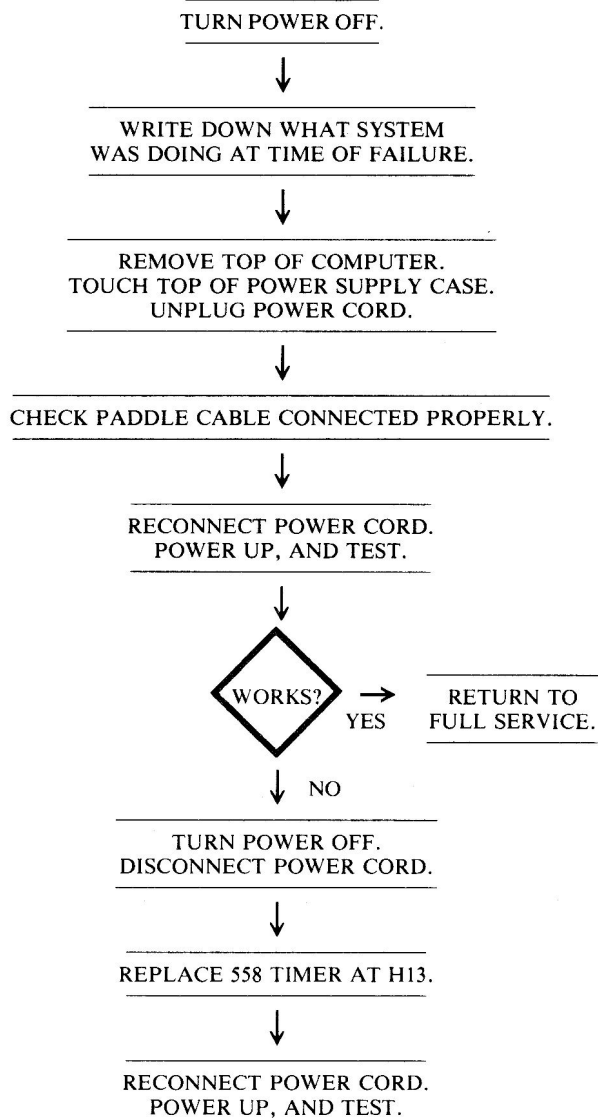 TURN POWER OFF.
WRITE DOWN WHAT SYSTEM
WAS DOING AT TIME OF FAILURE.
REMOVE TOP OF COMPUTER.
TOUCH TOP OF POWER SUPPLY CASE.
UNPLUG POWER CORD.
CHECK PADDLE CABLE CONNECTED PROPERLY.
RECONNECT POWER CORD.
POWER UP, AND TEST.
WORKS?
YES
RETURN TO
FULL SERVICE.
NO
TURN POWER OFF.
DISCONNECT POWER CORD.
REPLACE 558 TIMER AT H13.
RECONNECT POWER CORD.
POWER UP, AND TEST.